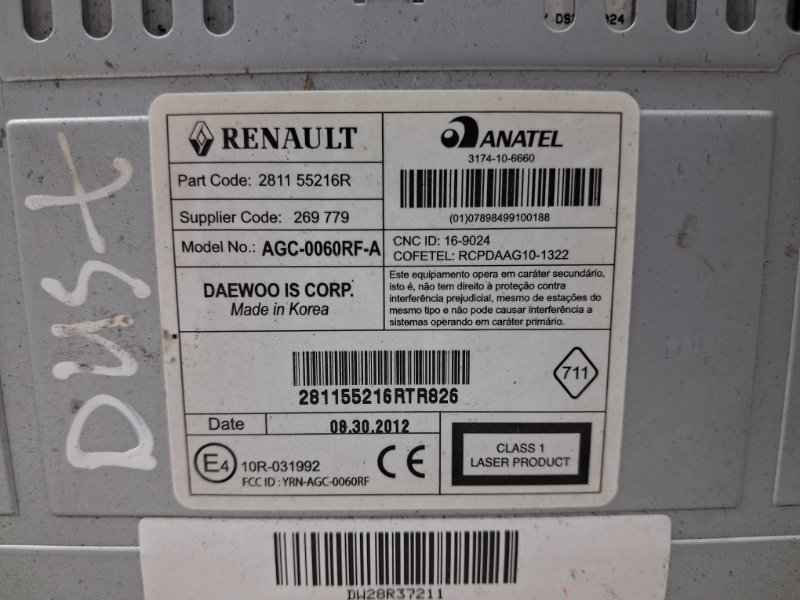 RENAULT
Part Code: 2811 55216R
Supplier Code: 269 779
Model No.: AGC-0060RF-A
DAEWOO IS CORP.
Made in Korea
ANATEL
3174-10-6660
(01)07898499100188
CNC ID: 16-9024
COFETEL: RCPDAAG10-1322
Este equipamento opera em caráter secundário,
isto é, não tem direito à proteção contra
interferência prejudicial, mesmo de estações do
mesmo tipo e não pode causar interferência a
sistemas operando em caráter primário.
281155216RTR826
711
Date 08.30.2012
E4 10R-031992
FCC ID : YRN-AGC-0060RF
CE
CLASS 1
LASER PRODUCT
DW28R37211